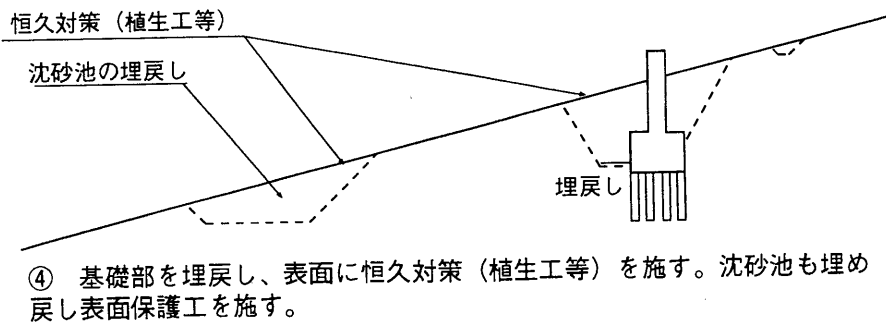 恒久対策（植生工等）
沈砂池の埋戻し
埋戻し
④　基礎部を埋戻し、表面に恒久対策（植生工等）を施す。沈砂池も埋め
戻し表面保護工を施す。